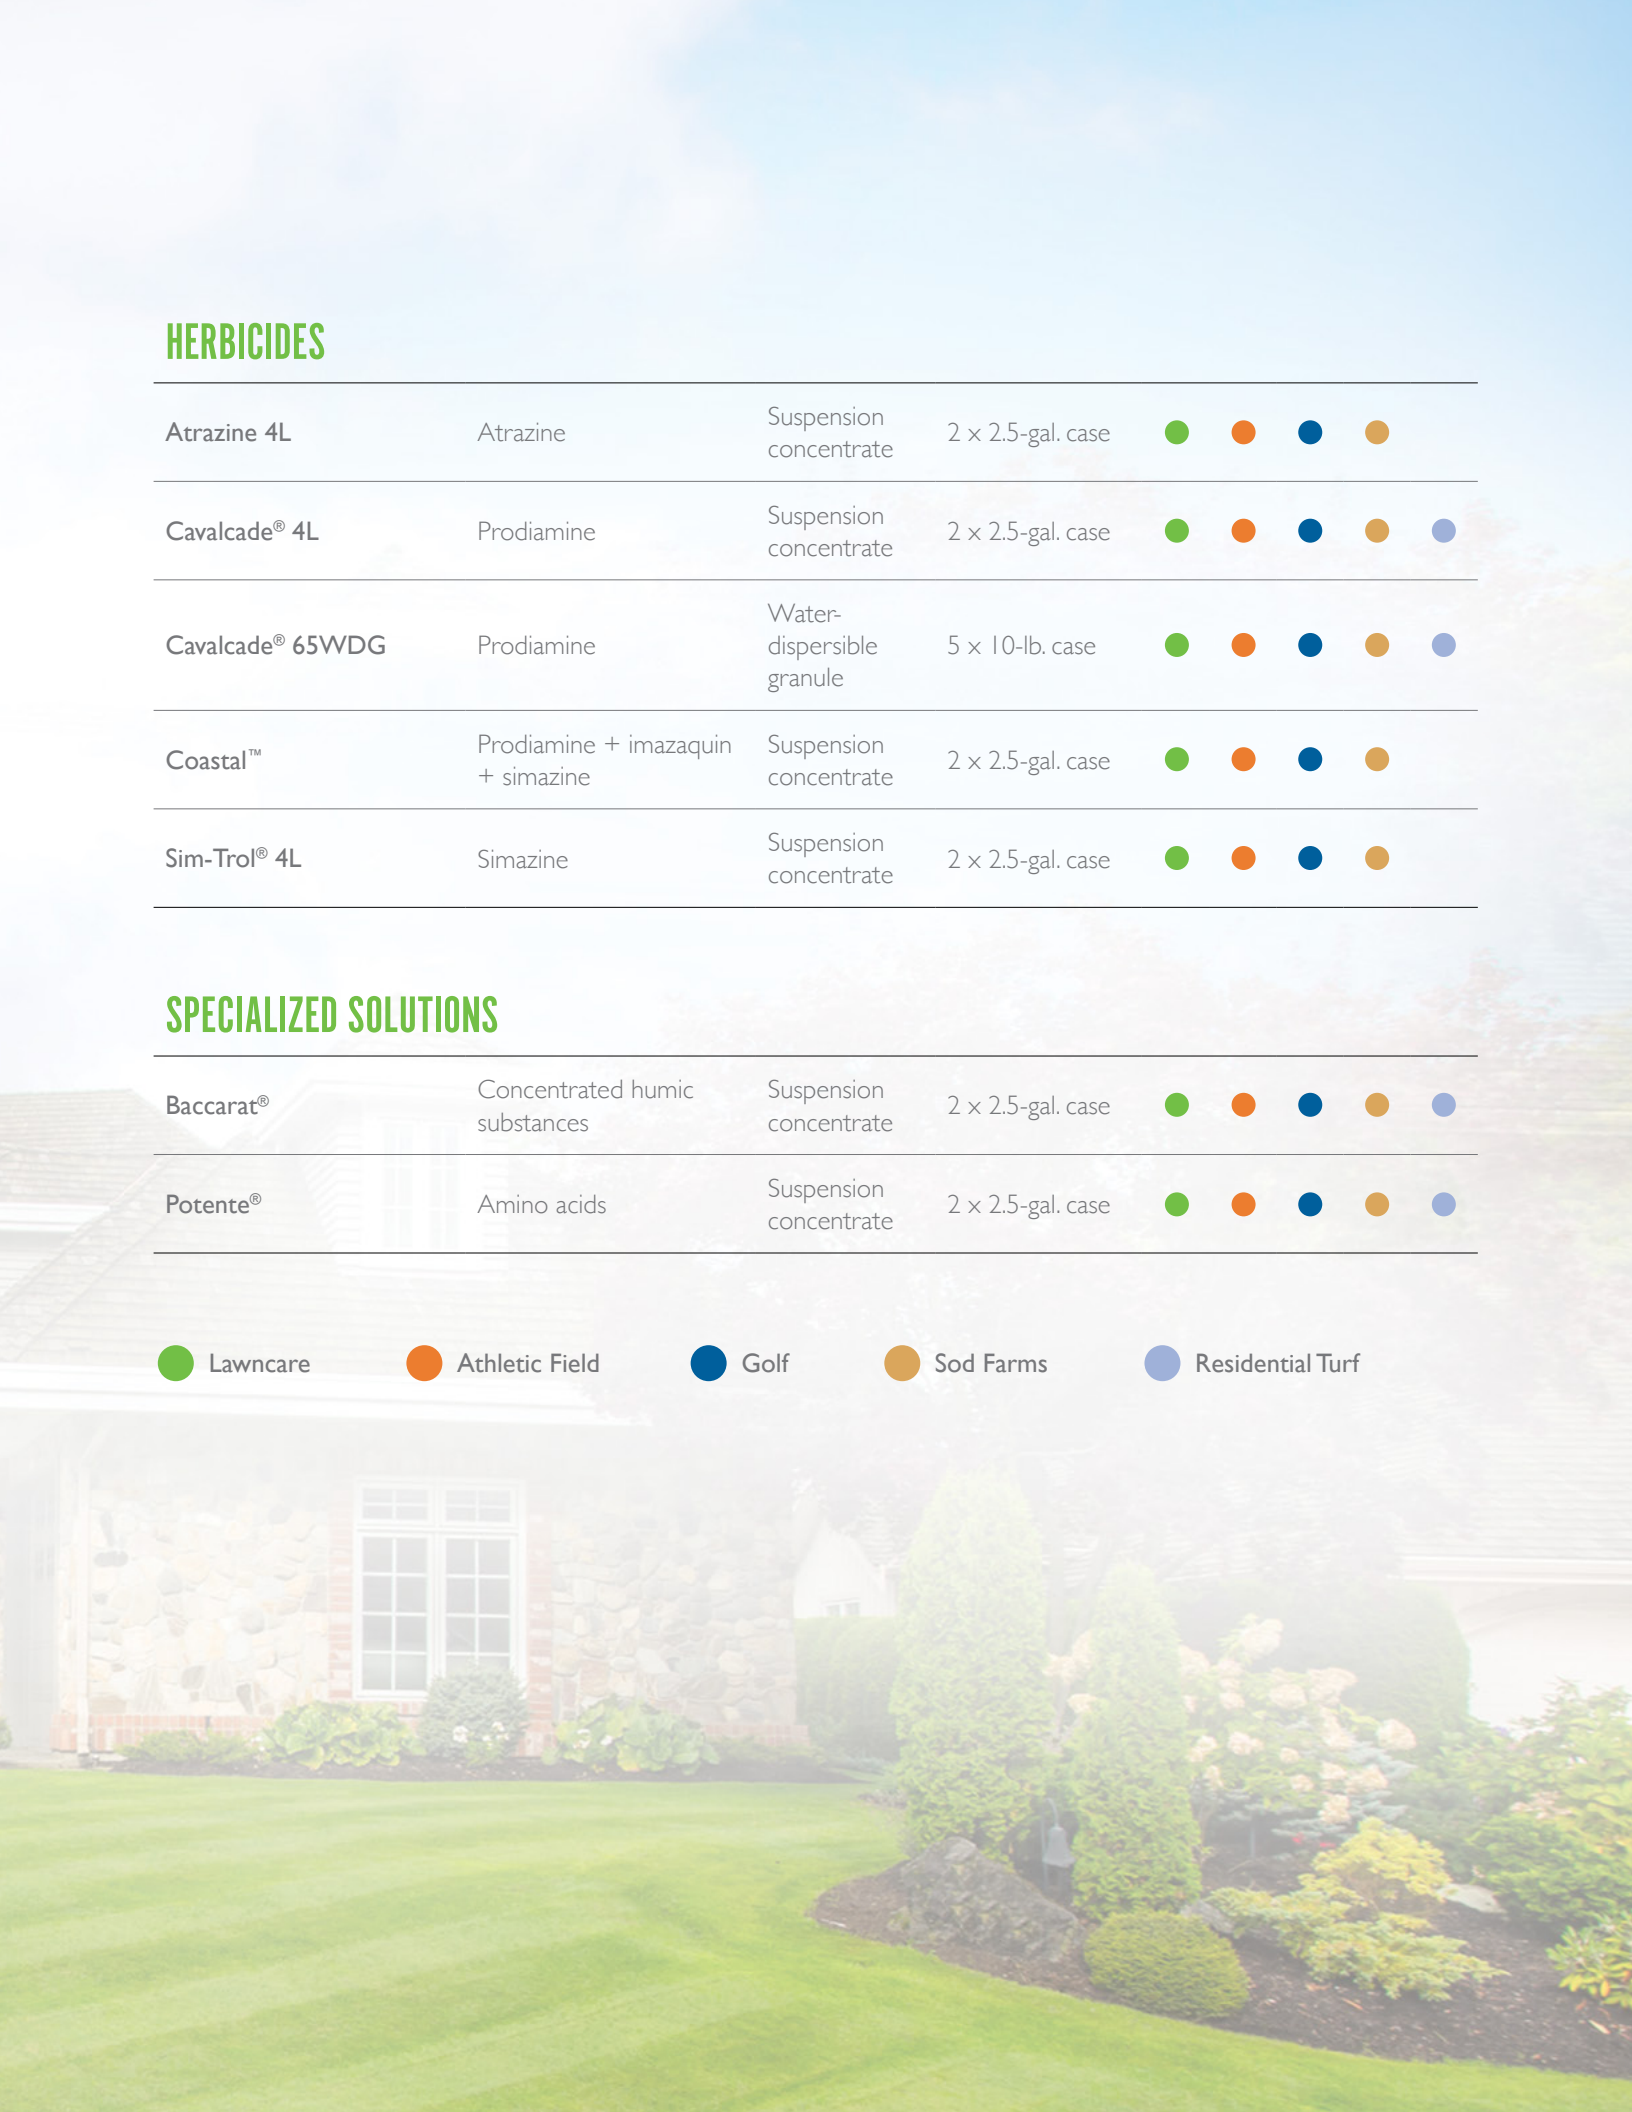 HERBICIDES
Atrazine 4L
Atrazine
Suspension
concentrate
2 x 2.5-gal. case
Cavalcade® 4L
Prodiamine
Suspension
concentrate
2 x 2.5-gal. case
Cavalcade® 65WDG
Prodiamine
Water-
dispersible
granule
5 x 10-lb. case
Coastal™
Prodiamine + imazaquin
+ simazine
Suspension
concentrate
2 x 2.5-gal. case
Sim-Trol® 4L
Simazine
Suspension
concentrate
2 x 2.5-gal. case
SPECIALIZED SOLUTIONS
Baccarat®
Concentrated humic
substances
Suspension
concentrate
2 x 2.5-gal. case
Potente®
Amino acids
Suspension
concentrate
2 x 2.5-gal. case
Lawncare
Athletic Field
Golf
Sod Farms
Residential Turf